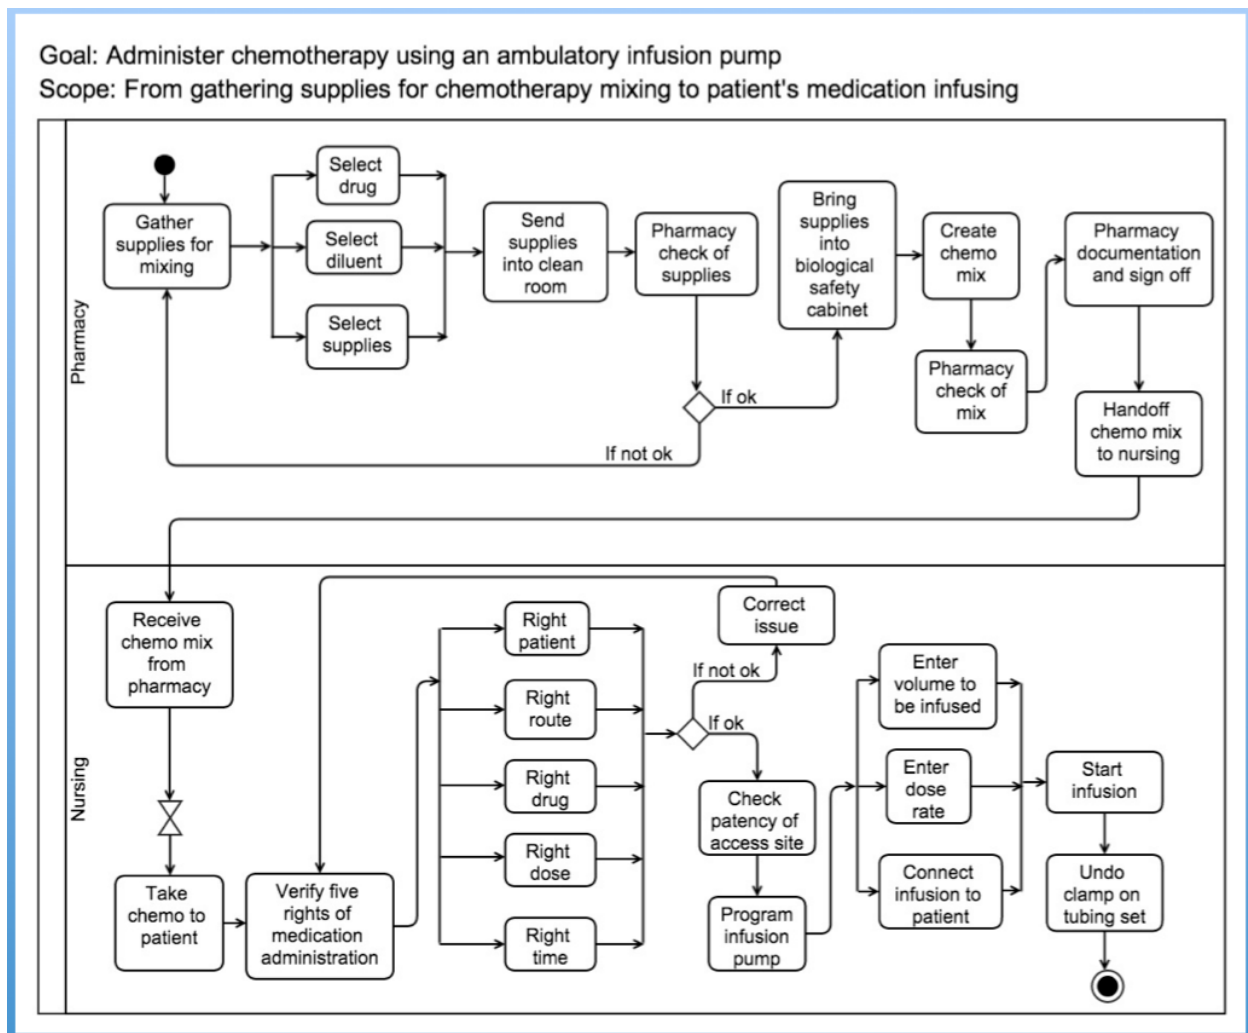 Goal: Administer chemotherapy using an ambulatory infusion pump
Scope: From gathering supplies for chemotherapy mixing to patient's medication infusing
Pharmacy
Gather
supplies for
mixing
Select
drug
Select
diluent
Select
supplies
Send
supplies
into clean
room
Pharmacy
check of
supplies
If ok
If not ok
Bring
supplies
into
biological
safety
cabinet
Create
chemo
mix
Pharmacy
check of
mix
Pharmacy
documentation
and sign off
Handoff
chemo mix
to nursing
Nursing
Receive
chemo mix
from
pharmacy
Take
chemo to
patient
Verify five
rights of
medication
administration
Right
patient
Right
route
Right
drug
Right
dose
Right
time
If not ok
Correct
issue
If ok
Check
patency of
access site
Program
infusion
pump
Enter
volume to
be infused
Enter
dose
rate
Connect
infusion to
patient
Start
infusion
Undo
clamp on
tubing set